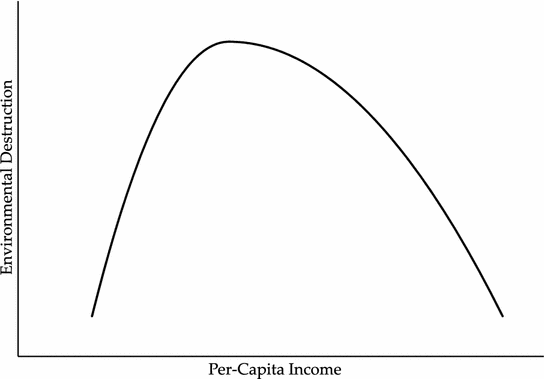 Environmental Destruction
Per-Capita Income